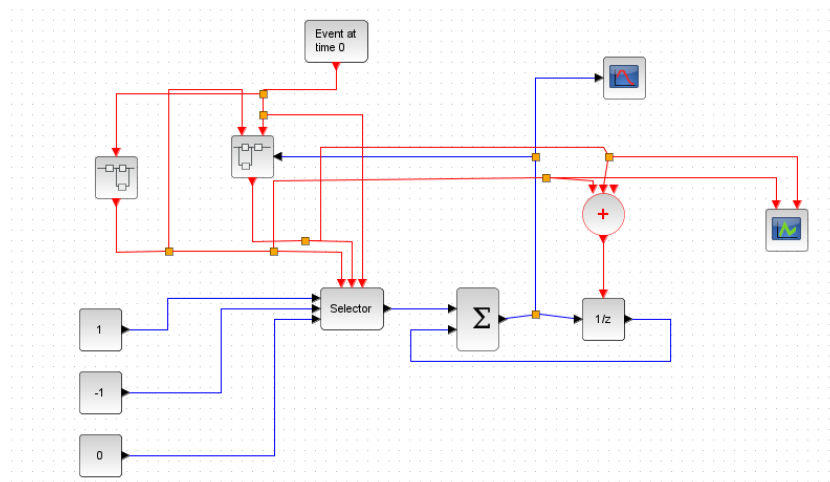 Event at
time 0
+
1
Selector
Σ
1/z
-1
0